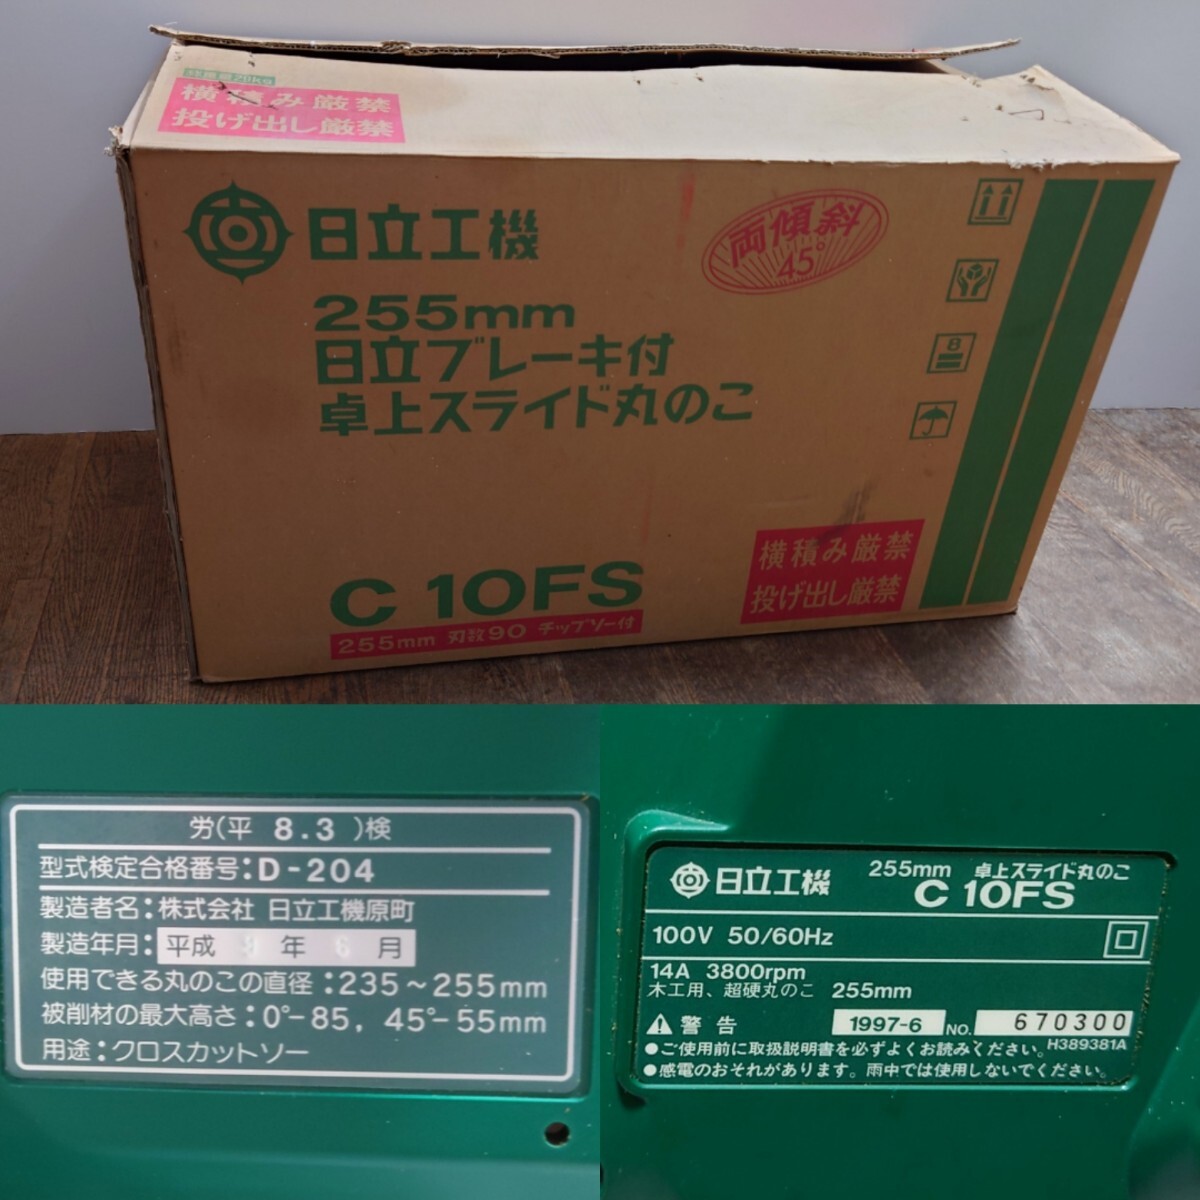 総重量29kg
横積み厳禁
投げ出し厳禁
日立工機
両傾斜
45°
255mm
日立ブレーキ付
卓上スライド丸のこ
8
C 10FS
255mm 刃数90 チップソー付
横積み厳禁
投げ出し厳禁
労(平 8.3 )検
型式検定合格番号:D-204
製造者名:株式会社 日立工機原町
製造年月:平成 9 年 6 月
使用できる丸のこの直径:235~255mm
被削材の最大高さ:0°-85, 45°-55mm
用途:クロスカットソー
日立工機 255mm 卓上スライド丸のこ
C 10FS
100V 50/60Hz
14A 3800rpm
木工用、超硬丸のこ 255mm
警告 1997-6 NO. 670300
H389381A
●ご使用前に取扱説明書を必ずよくお読みください。
●感電のおそれがあります。雨中では使用しないでください。